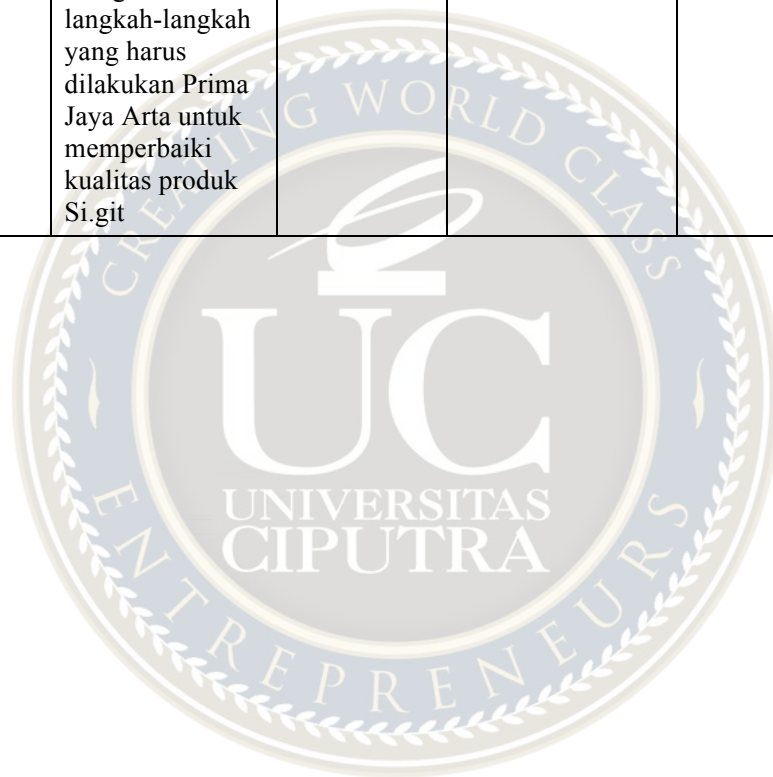 langkah-langkah
yang harus
dilakukan Prima
Jaya Arta untuk
memperbaiki
kualitas produk
Si.git
CREATING WORLD CLASS
UC
UNIVERSITAS
CIPUTRA
ENTREPRENEURS